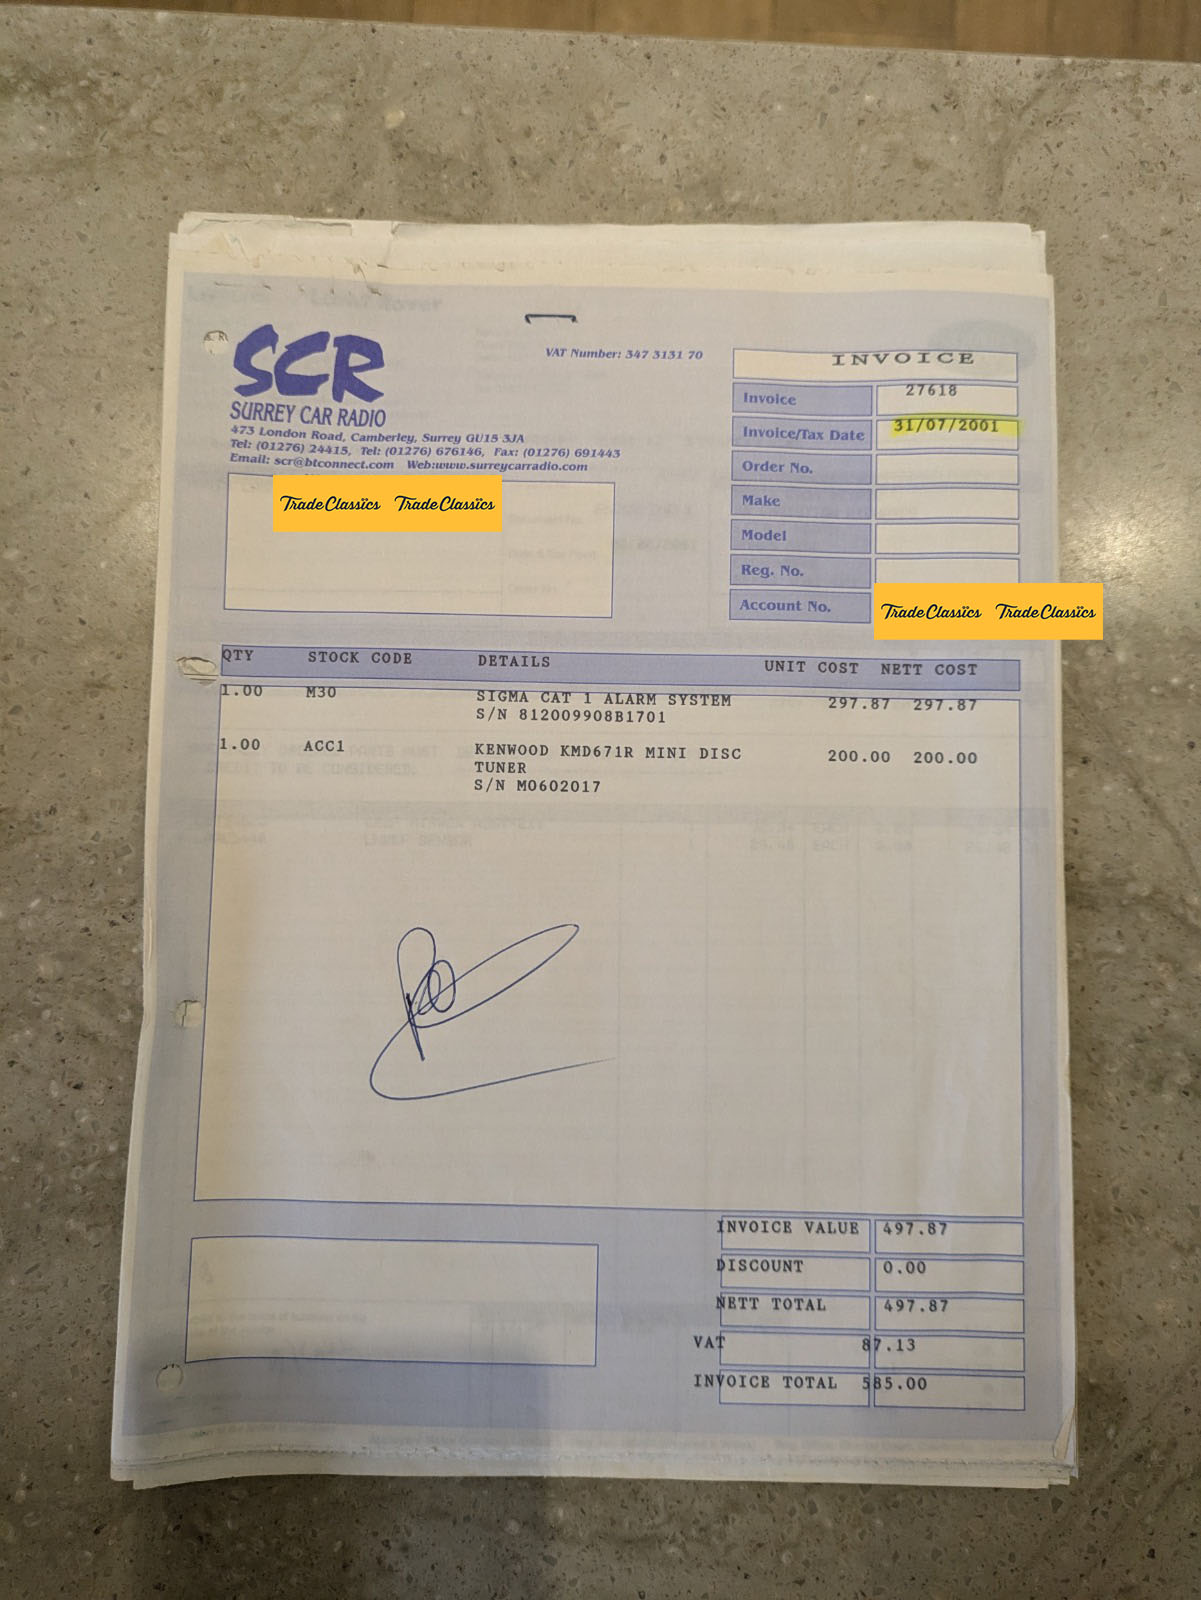 SCR
SURREY CAR RADIO
473 London Road, Camberley, Surrey GU15 3JA
Tel: (01276) 24415, Tel: (01276) 676146, Fax: (01276) 691443
Email: scr@btconnect.com Web:www.surreycarradio.com
VAT Number: 347 3131 70
INVOICE
Invoice 27618
Invoice/Tax Date 31/07/2001
Order No.
Make
Model
Reg. No.
Account No. TradeClassics TradeClassics
TradeClassics TradeClassics
QTY STOCK CODE DETAILS UNIT COST NETT COST
1.00 M30 SIGMA CAT 1 ALARM SYSTEM 297.87 297.87
S/N 812009908B1701
1.00 ACC1 KENWOOD KMD671R MINI DISC 200.00 200.00
TUNER
S/N M0602017
INVOICE VALUE 497.87
DISCOUNT 0.00
NETT TOTAL 497.87
VAT 87.13
INVOICE TOTAL 585.00